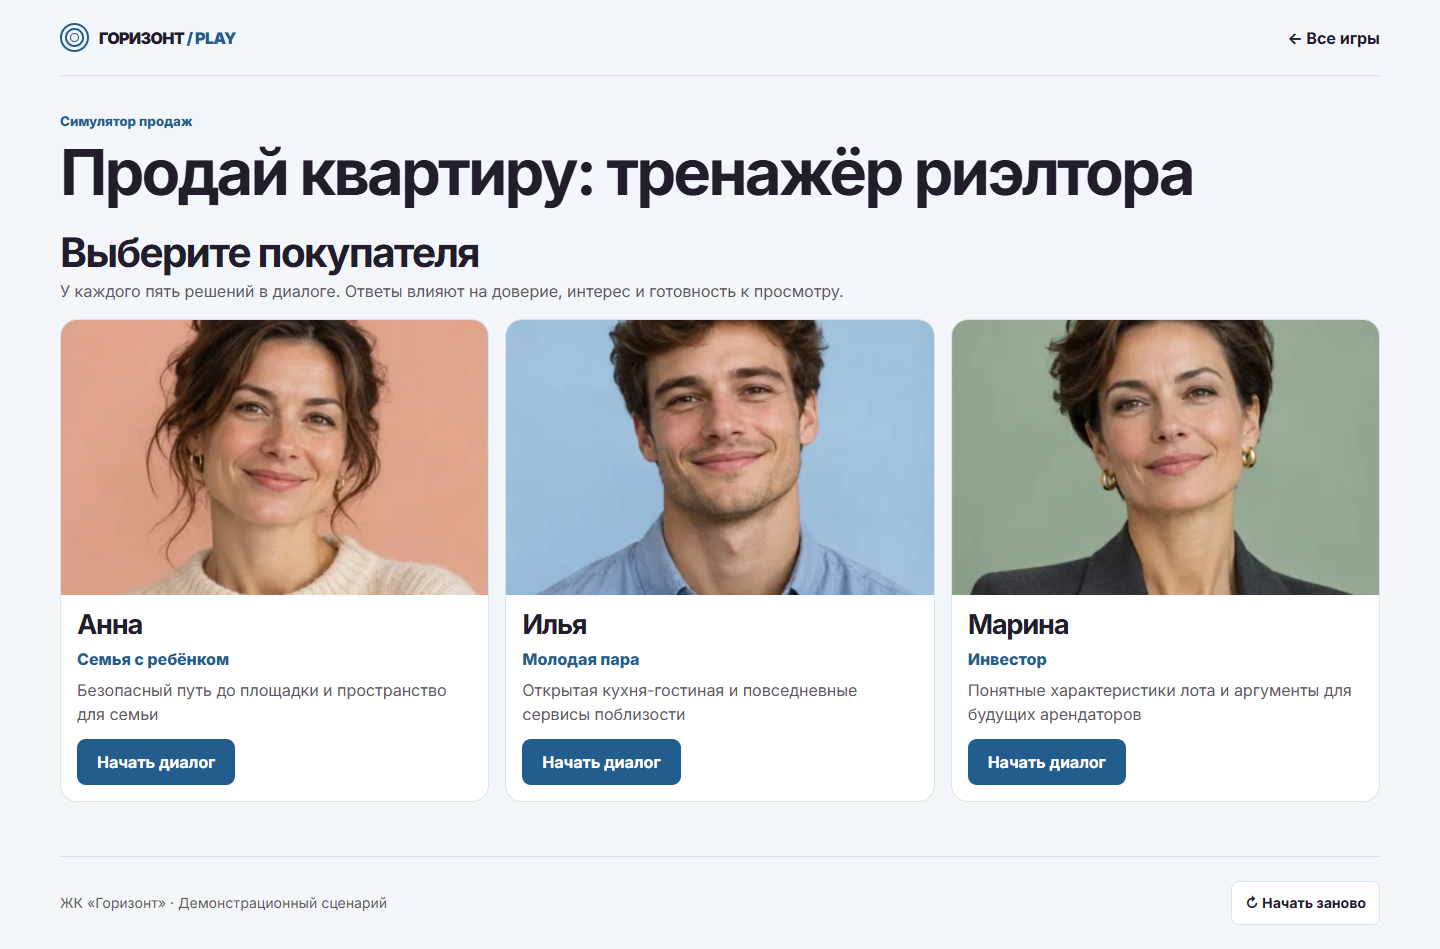 ГОРИЗОНТ / PLAY
← Все игры
Симулятор продаж
Продай квартиру: тренажёр риэлтора
Выберите покупателя
У каждого пять решений в диалоге. Ответы влияют на доверие, интерес и готовность к просмотру.
Анна
Семья с ребёнком
Безопасный путь до площадки и пространство
для семьи
Начать диалог
Илья
Молодая пара
Открытая кухня-гостиная и повседневные
сервисы поблизости
Начать диалог
Марина
Инвестор
Понятные характеристики лота и аргументы для
будущих арендаторов
Начать диалог
ЖК «Горизонт» · Демонстрационный сценарий
↻ Начать заново